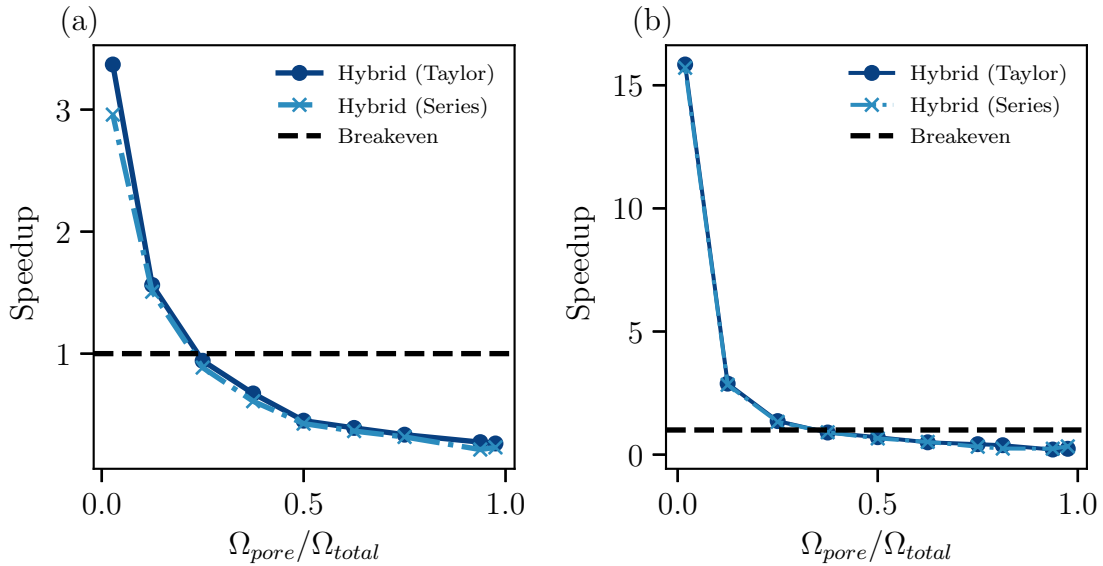 (a)
Hybrid (Taylor)
Hybrid (Series)
Breakeven
Speedup
3
2
1
0.0 0.5 1.0
Ω_pore/Ω_total
(b)
Hybrid (Taylor)
Hybrid (Series)
Breakeven
Speedup
15
10
5
0
0.0 0.5 1.0
Ω_pore/Ω_total